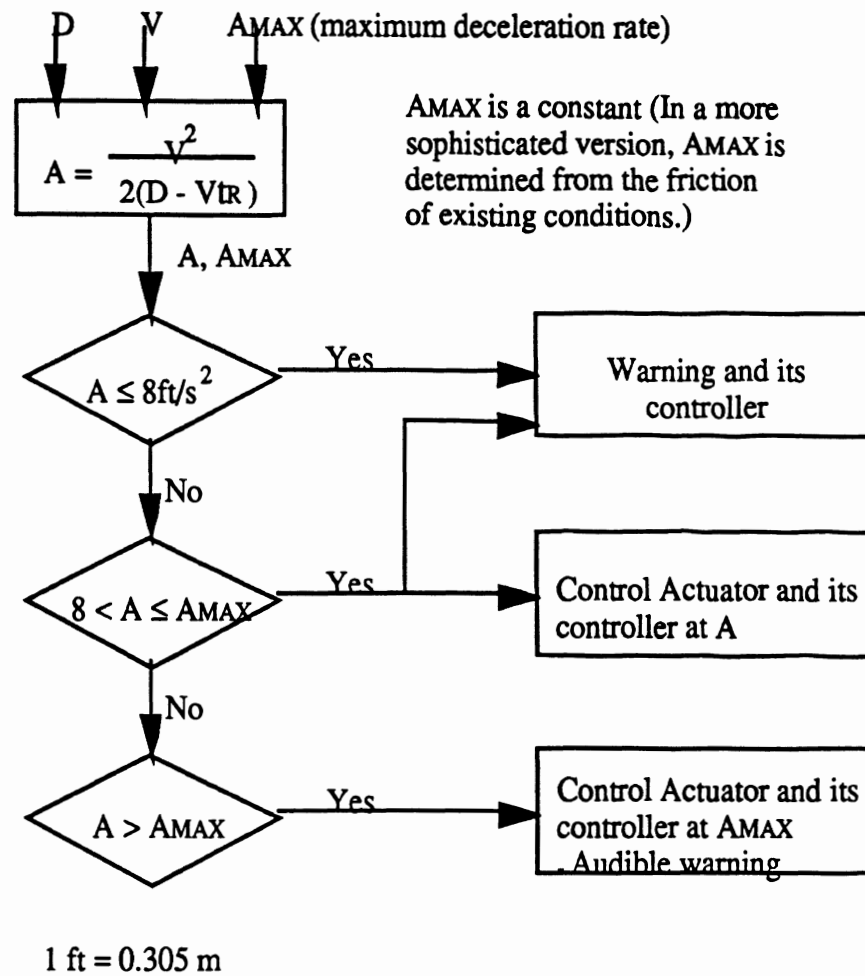 D V AMAX (maximum deceleration rate)
AMAX is a constant (In a more
sophisticated version, AMAX is
determined from the friction
of existing conditions.)
A = V² / 2(D - VtR)
A, AMAX
A ≤ 8ft/s²
Yes
Warning and its
controller
No
8 < A ≤ AMAX
Yes
Control Actuator and its
controller at A
No
A > AMAX
Yes
Control Actuator and its
controller at AMAX
- Audible warning
1 ft = 0.305 m